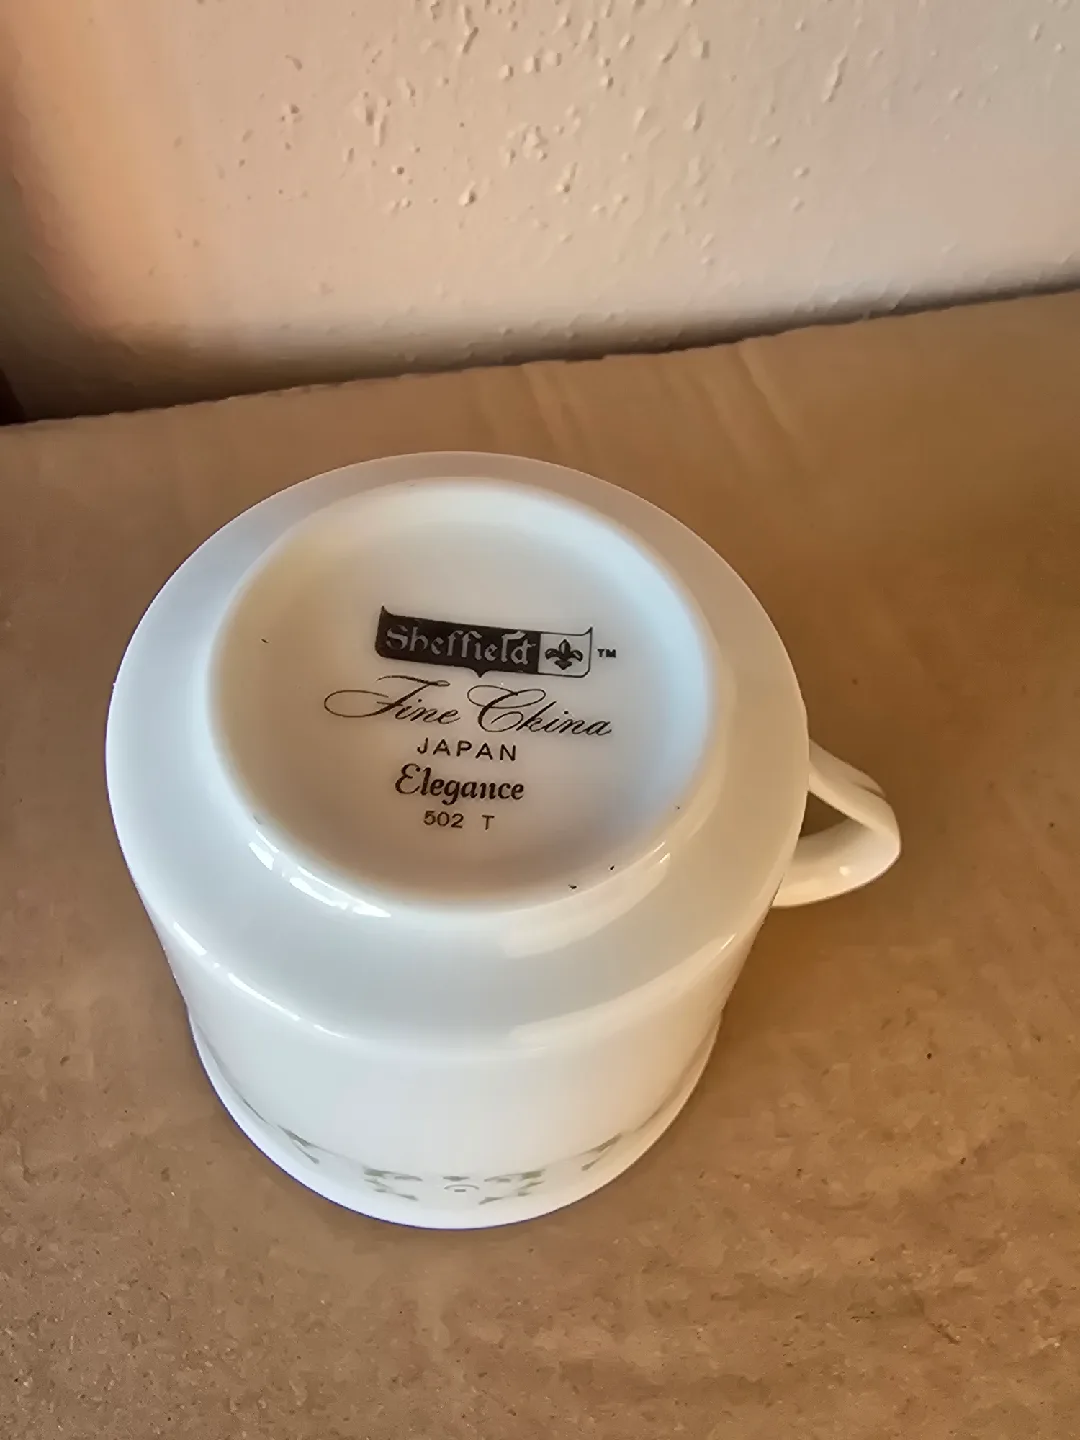 Sheffield ™
Fine China
JAPAN
Elegance
502 T